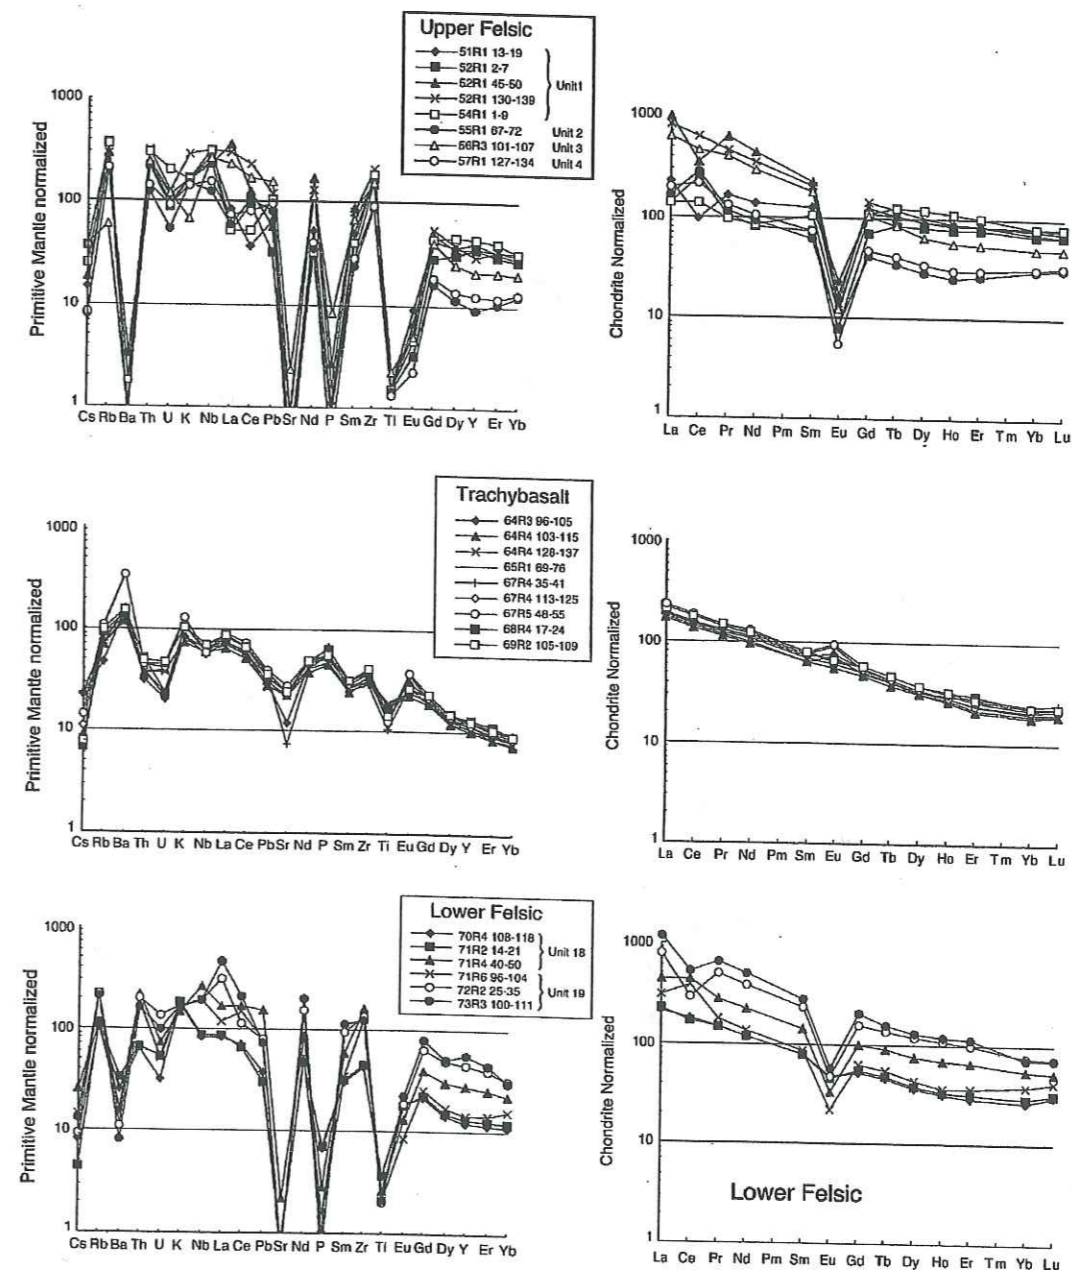 Upper Felsic
51R1 13-19
52R1 2-7
52R1 45-50
52R1 130-139
54R1 1-9
Unit1
55R1 67-72 Unit 2
56R3 101-107 Unit 3
57R1 127-134 Unit 4
Primitive Mantle normalized
1000
100
10
1
Cs Rb Ba Th U K Nb La Ce Pb Sr Nd P Sm Zr Ti Eu Gd Dy Y Er Yb
Chondrite Normalized
1000
100
10
1
La Ce Pr Nd Pm Sm Eu Gd Tb Dy Ho Er Tm Yb Lu
Trachybasalt
64R3 96-105
64R4 103-115
64R4 128-137
65R1 69-76
67R4 35-41
67R4 113-125
67R5 48-55
68R4 17-24
69R2 105-109
Primitive Mantle normalized
1000
100
10
1
Cs Rb Ba Th U K Nb La Ce Pb Sr Nd P Sm Zr Ti Eu Gd Dy Y Er Yb
Chondrite Normalized
1000
100
10
1
La Ce Pr Nd Pm Sm Eu Gd Tb Dy Ho Er Tm Yb Lu
Lower Felsic
70R4 108-118
71R2 14-21
71R4 40-50
Unit 18
71R6 96-104
72R2 25-35
73R3 100-111
Unit 19
Primitive Mantle normalized
1000
100
10
1
Cs Rb Ba Th U K Nb La Ce Pb Sr Nd P Sm Zr Ti Eu Gd Dy Y Er Yb
Chondrite Normalized
1000
100
10
1
Lower Felsic
La Ce Pr Nd Pm Sm Eu Gd Tb Dy Ho Er Tm Yb Lu